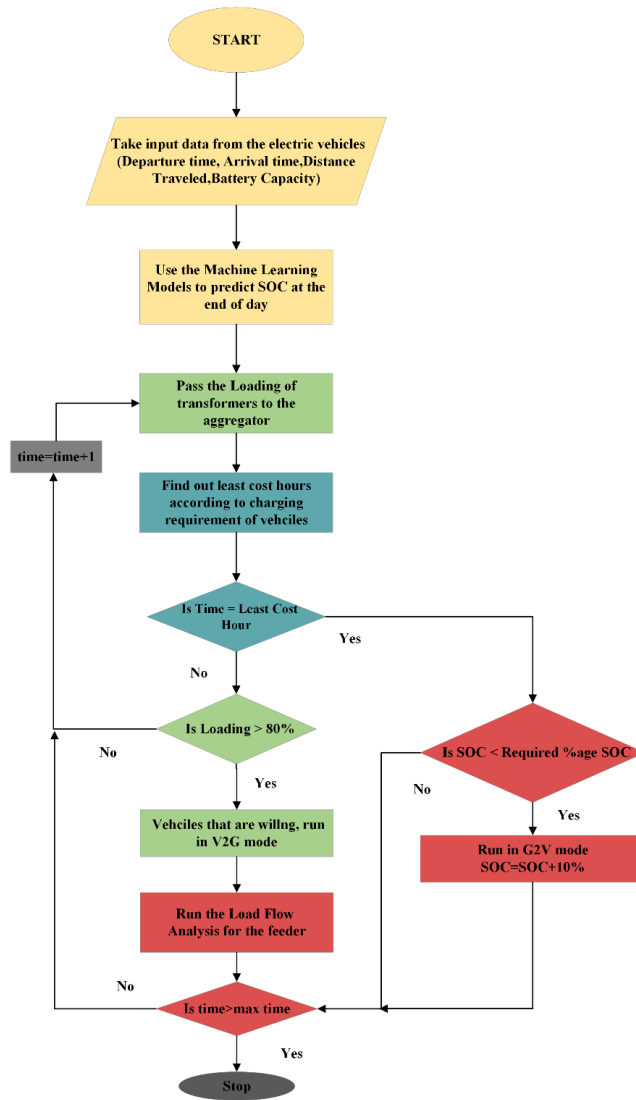 START
Take input data from the electric vehicles
(Departure time, Arrival time,Distance
Traveled,Battery Capacity)
Use the Machine Learning
Models to predict SOC at the
end of day
Pass the Loading of
transformers to the
aggregator
time=time+1
Find out least cost hours
according to charging
requirement of vehciles
Is Time = Least Cost
Hour
Yes
No
Is Loading > 80%
No
Yes
Is SOC < Required %age SOC
No
Yes
Vehciles that are willng, run
in V2G mode
Run in G2V mode
SOC=SOC+10%
Run the Load Flow
Analysis for the feeder
No
Is time>max time
Yes
Stop